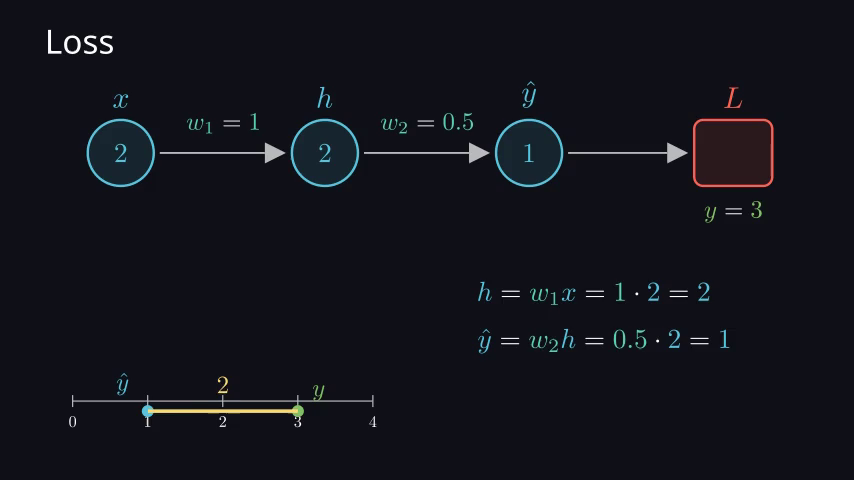 Loss
x h ŷ L
w₁ = 1 w₂ = 0.5
2 2 1
y = 3
h = w₁x = 1 · 2 = 2
ŷ = w₂h = 0.5 · 2 = 1
ŷ 2 y
0 1 2 3 4